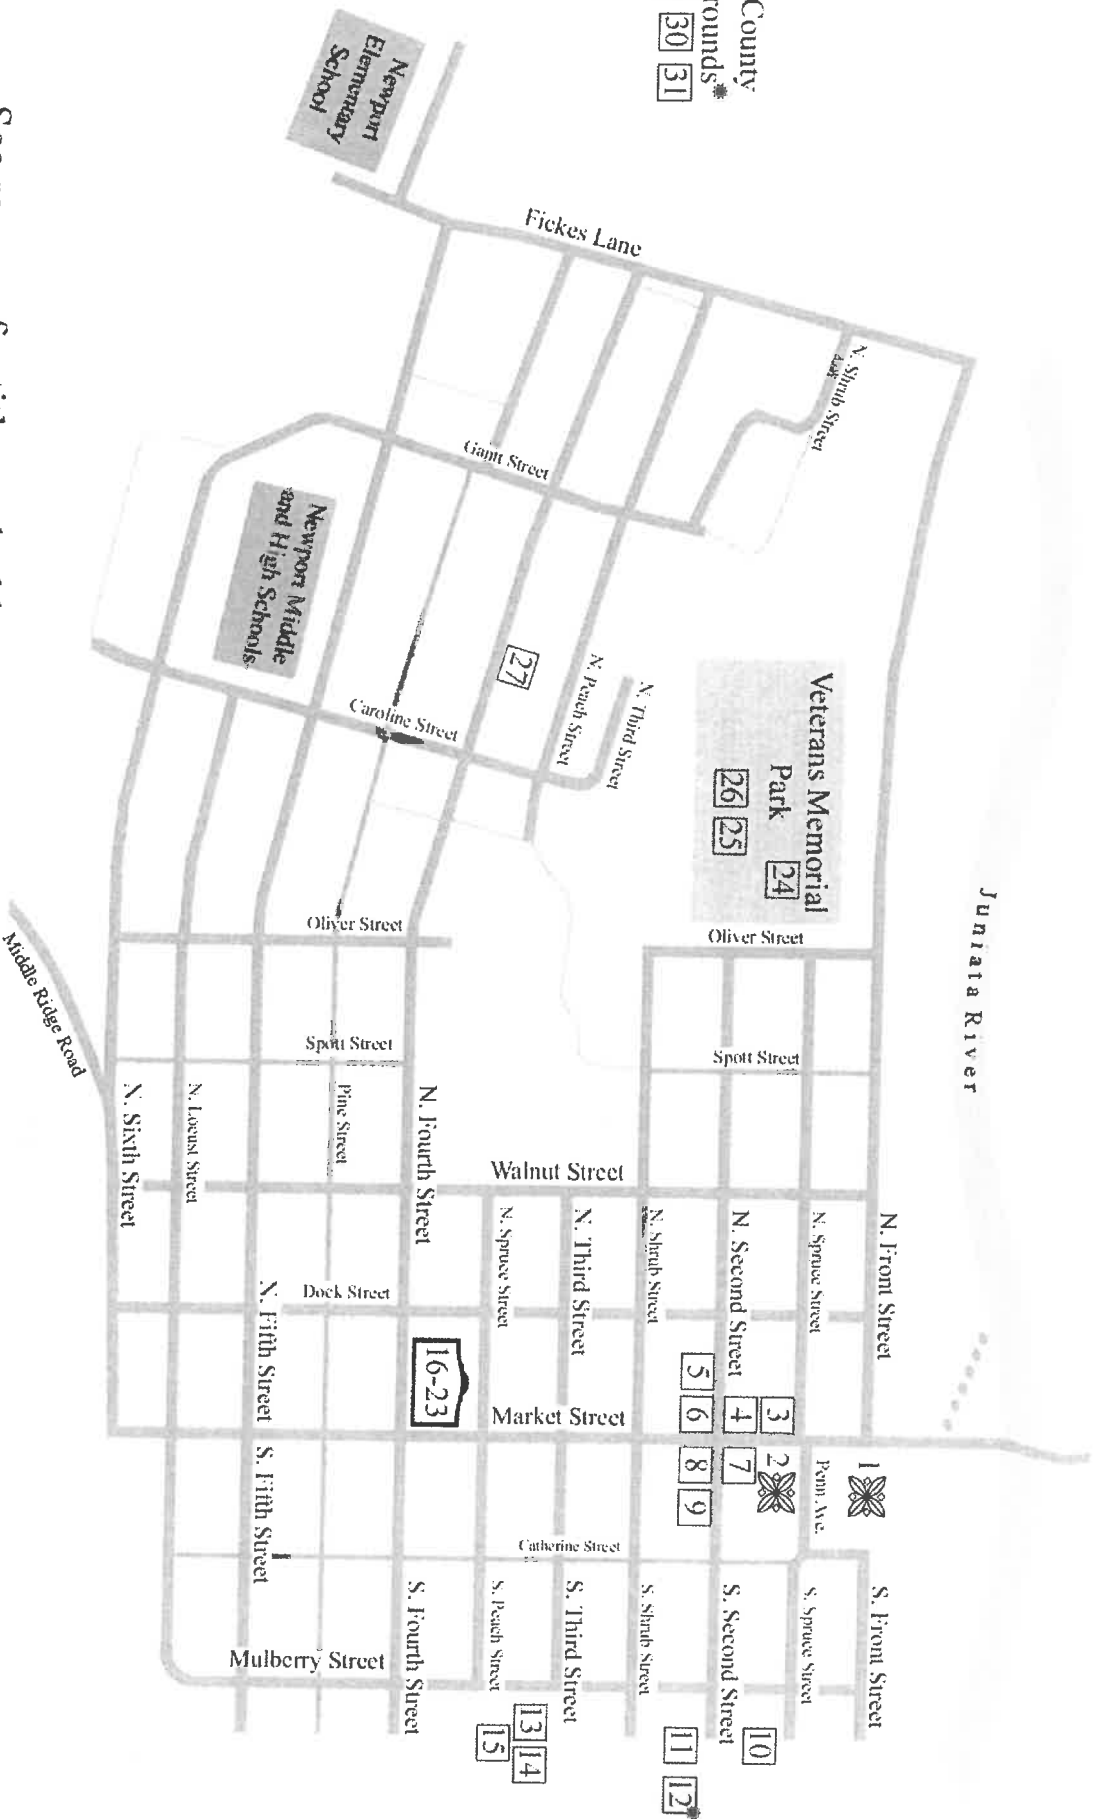 County
rounds*
30 31
Newport
Elementary
School
Fickes Lane
N. Shrub Street
Gantt Street
Newport Middle
and High Schools
27
N. Peach Street
N. Third Street
Caroline Street
Veterans Memorial
Park 24
26 25
Juniata River
Oliver Street
Oliver Street
Middle Ridge Road
Spott Street
Spott Street
N. Sixth Street
N. Locust Street
Pine Street
N. Fourth Street
Walnut Street
N. Spruce Street
N. Third Street
N. Shrub Street
N. Second Street
N. Spruce Street
N. Front Street
Dock Street
N. Fifth Street
16-23
Market Street
5 6 4 3
8 9 7 2
1
Penn Ave.
S. Fifth Street
Catherine Street
S. Fourth Street
S. Peach Street
S. Third Street
S. Shrub Street
S. Second Street
S. Spruce Street
S. Front Street
Mulberry Street
13 14
15
10
11 12*